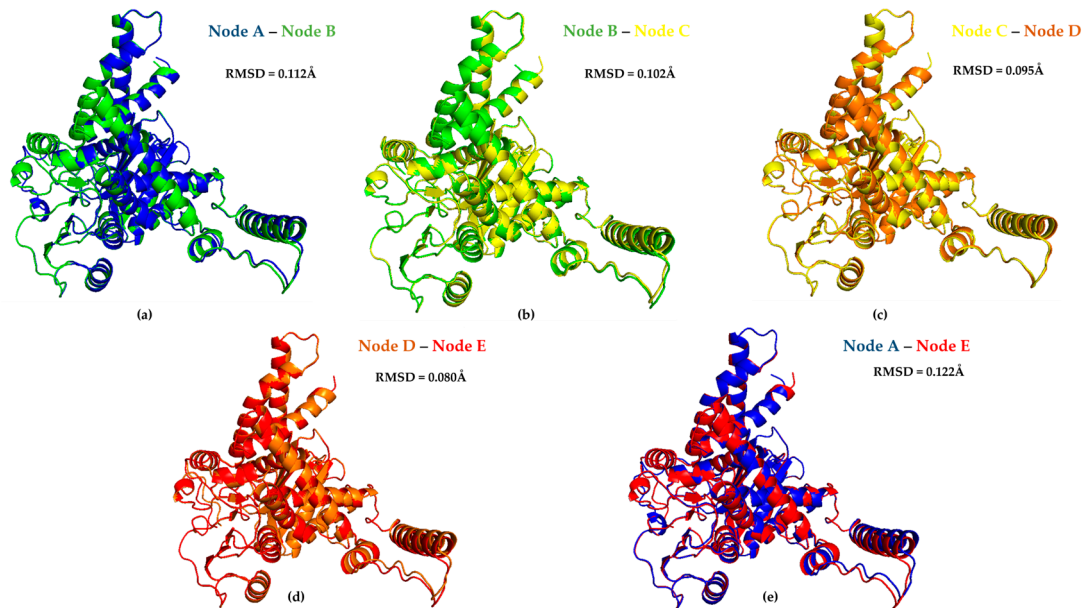 Node A – Node B
RMSD = 0.112Å
(a)
Node B – Node C
RMSD = 0.102Å
(b)
Node C – Node D
RMSD = 0.095Å
(c)
Node D – Node E
RMSD = 0.080Å
(d)
Node A – Node E
RMSD = 0.122Å
(e)